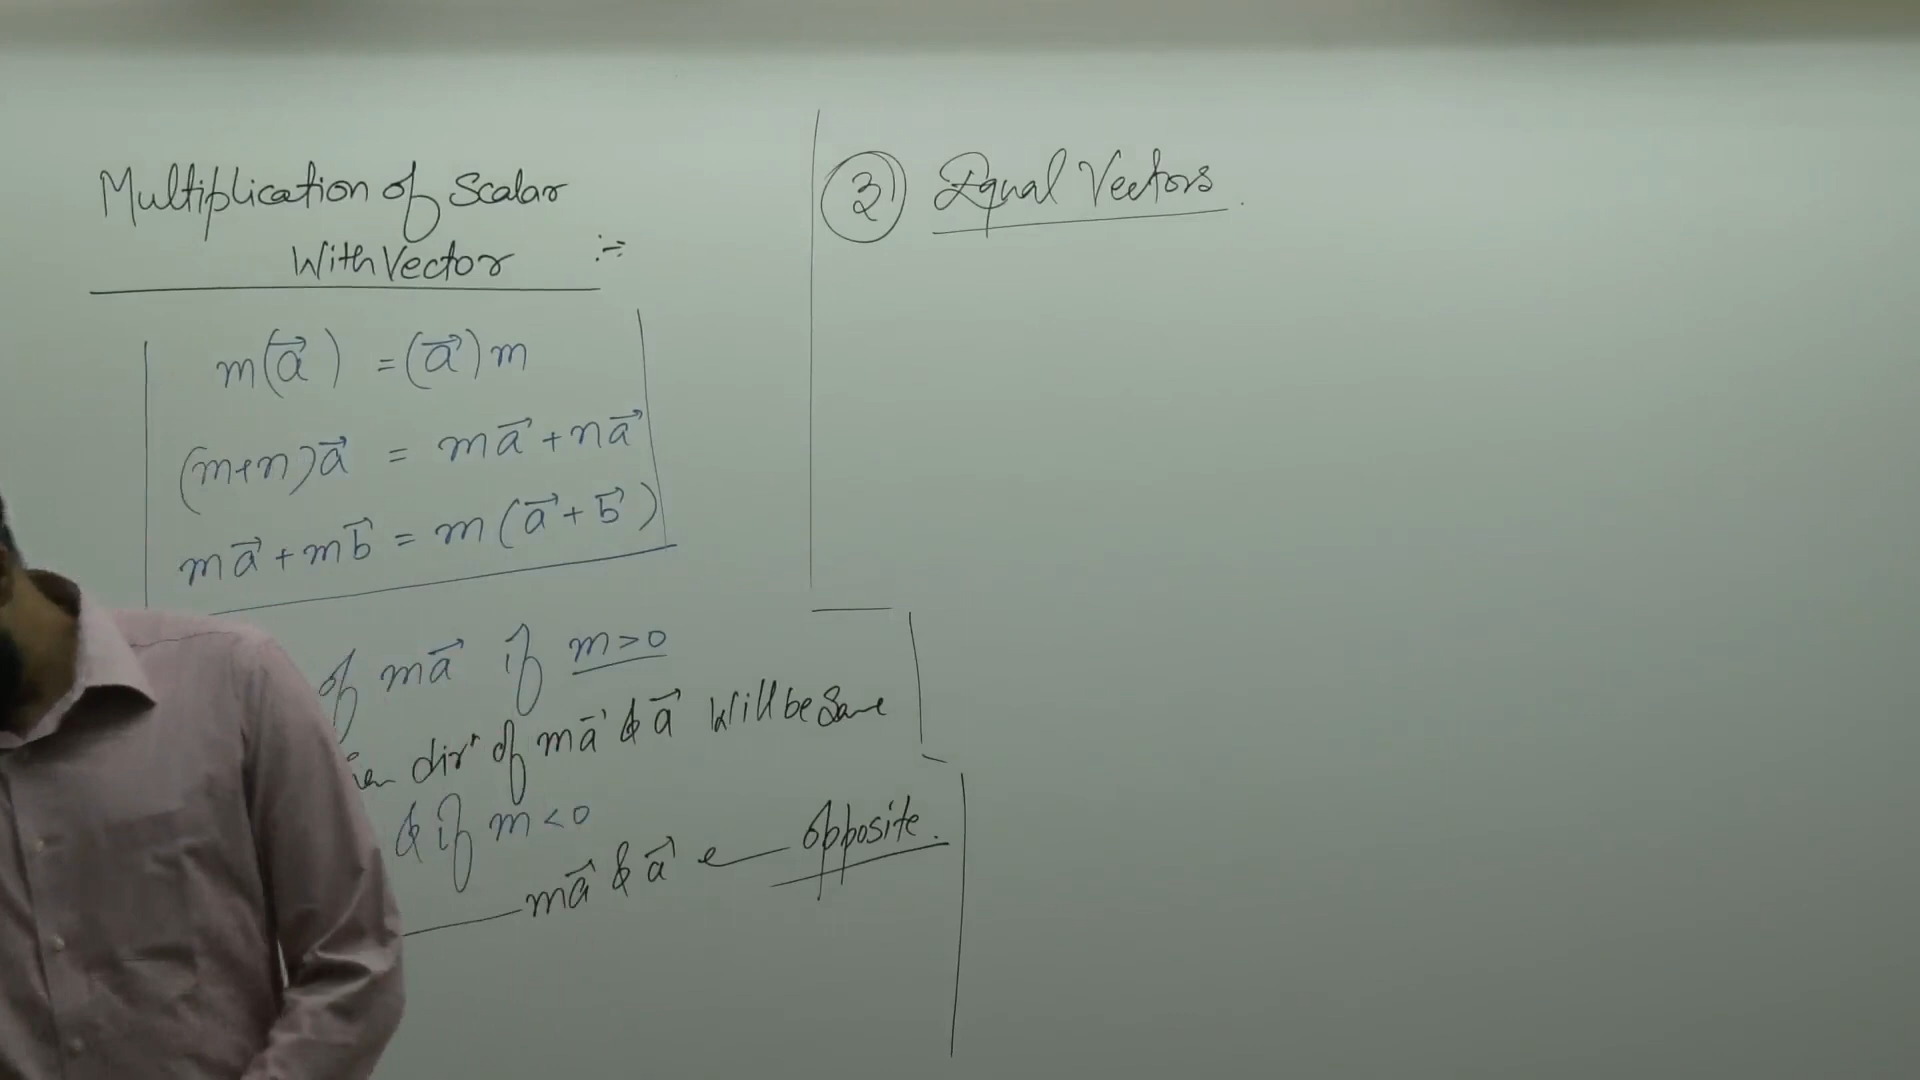 Multiplication of Scalar
With Vector :-
m(a⃗) = (a⃗)m
(m+n)a⃗ = ma⃗ + na⃗
ma⃗ + mb⃗ = m(a⃗ + b⃗)
of ma⃗ if m>0
dirⁿ of ma⃗ & a⃗ will be Same
& if m<0
ma⃗ & a⃗ opposite.
③ Equal Vectors.